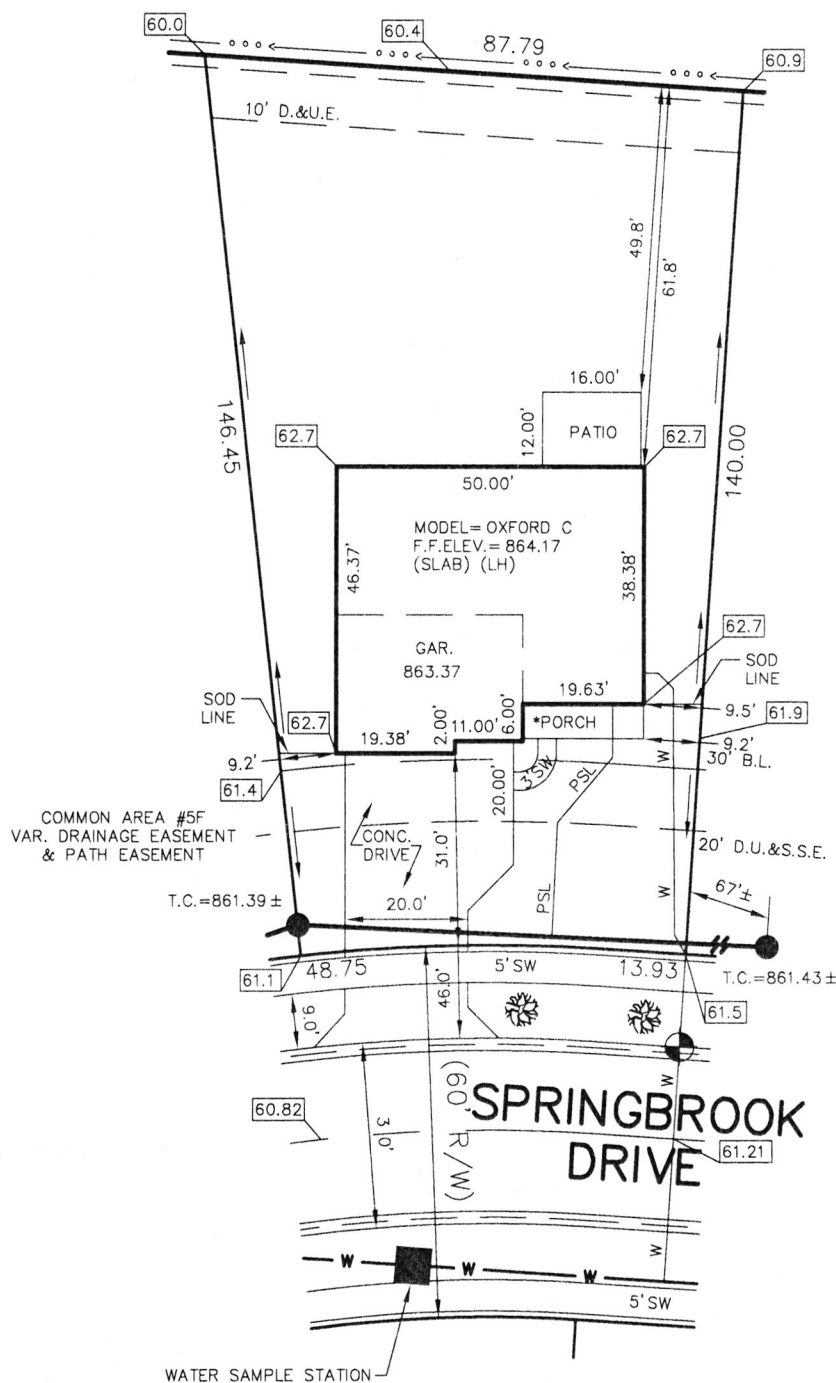 60.0
60.4
87.79
60.9
10' D.&U.E.
49.8'
61.8'
16.00'
12.00'
PATIO
146.45
140.00
62.7
62.7
50.00'
MODEL= OXFORD C
F.F.ELEV.= 864.17
(SLAB) (LH)
46.37'
38.38'
GAR.
863.37
62.7
SOD
LINE
19.63'
9.5'
61.9
SOD
LINE
62.7
19.38'
2.00'
11.00'
6.00'
*PORCH
9.2'
9.2'
30' B.L.
61.4
3'SW
PSL
W
20.00'
COMMON AREA #5F
VAR. DRAINAGE EASEMENT
& PATH EASEMENT
CONC.
DRIVE
31.0'
20' D.U.&S.S.E.
T.C.=861.39 ±
20.0'
PSL
W
67'±
61.1
48.75
5'SW
13.93
T.C.=861.43±
46.0'
61.5
9.0'
(60' R/W)
W
60.82
30'
SPRINGBROOK
DRIVE
61.21
W
W
W
W
5'SW
WATER SAMPLE STATION